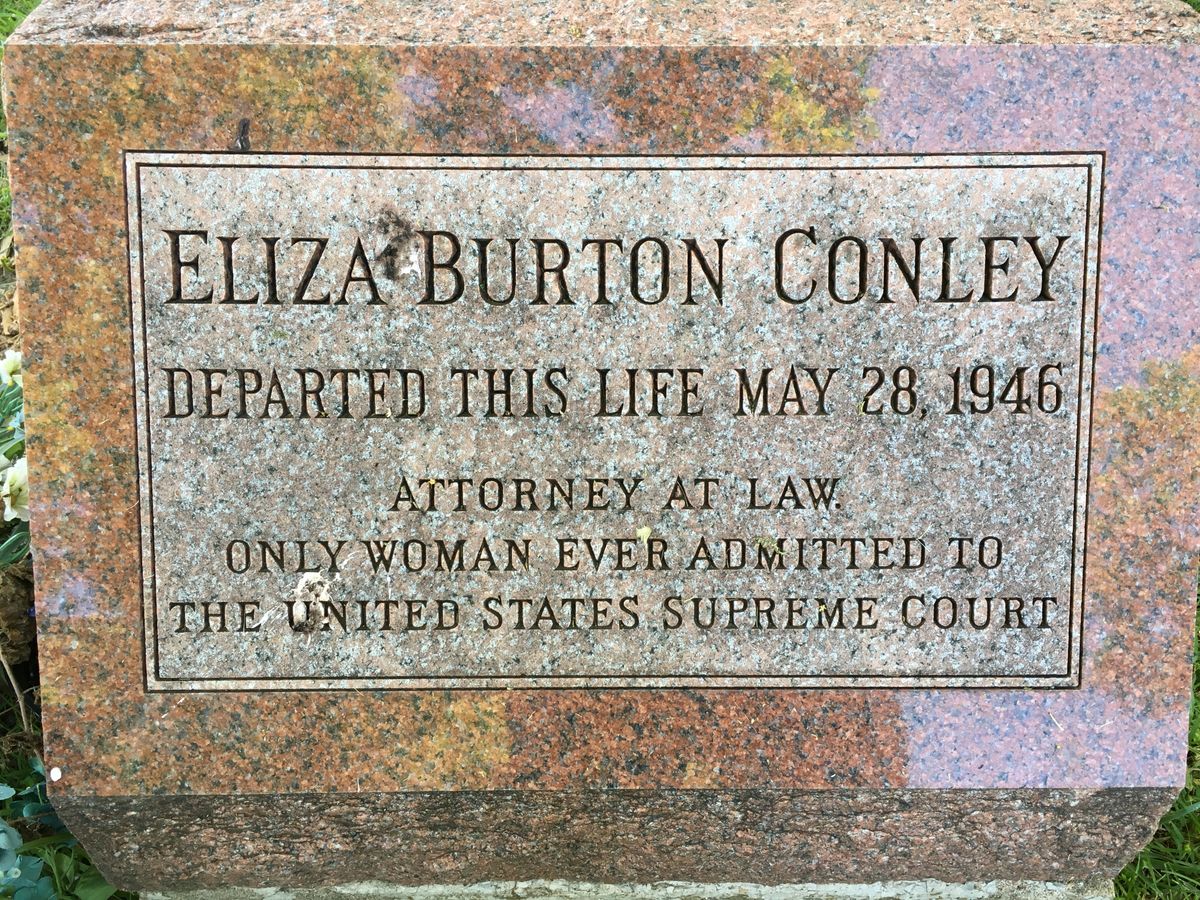 ELIZA BURTON CONLEY
DEPARTED THIS LIFE MAY 28, 1946
ATTORNEY AT LAW.
ONLY WOMAN EVER ADMITTED TO
THE UNITED STATES SUPREME COURT